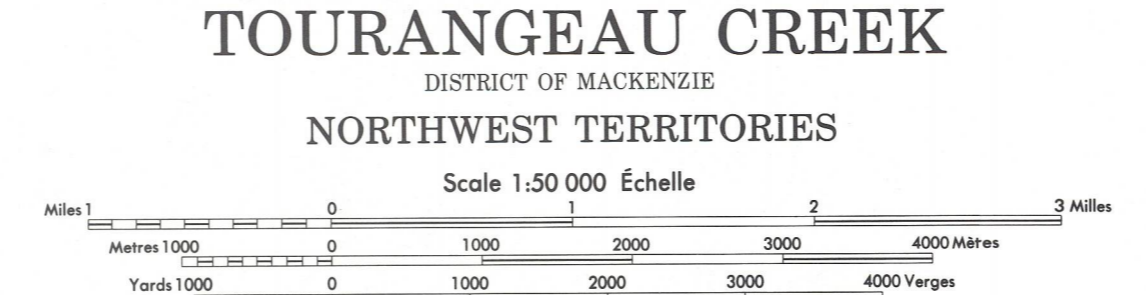 TOURANGEAU CREEK
DISTRICT OF MACKENZIE
NORTHWEST TERRITORIES
Scale 1:50 000 Échelle
Miles 1 0 1 2 3 Milles
Metres 1000 0 1000 2000 3000 4000 Mètres
Yards 1000 0 1000 2000 3000 4000 Verges